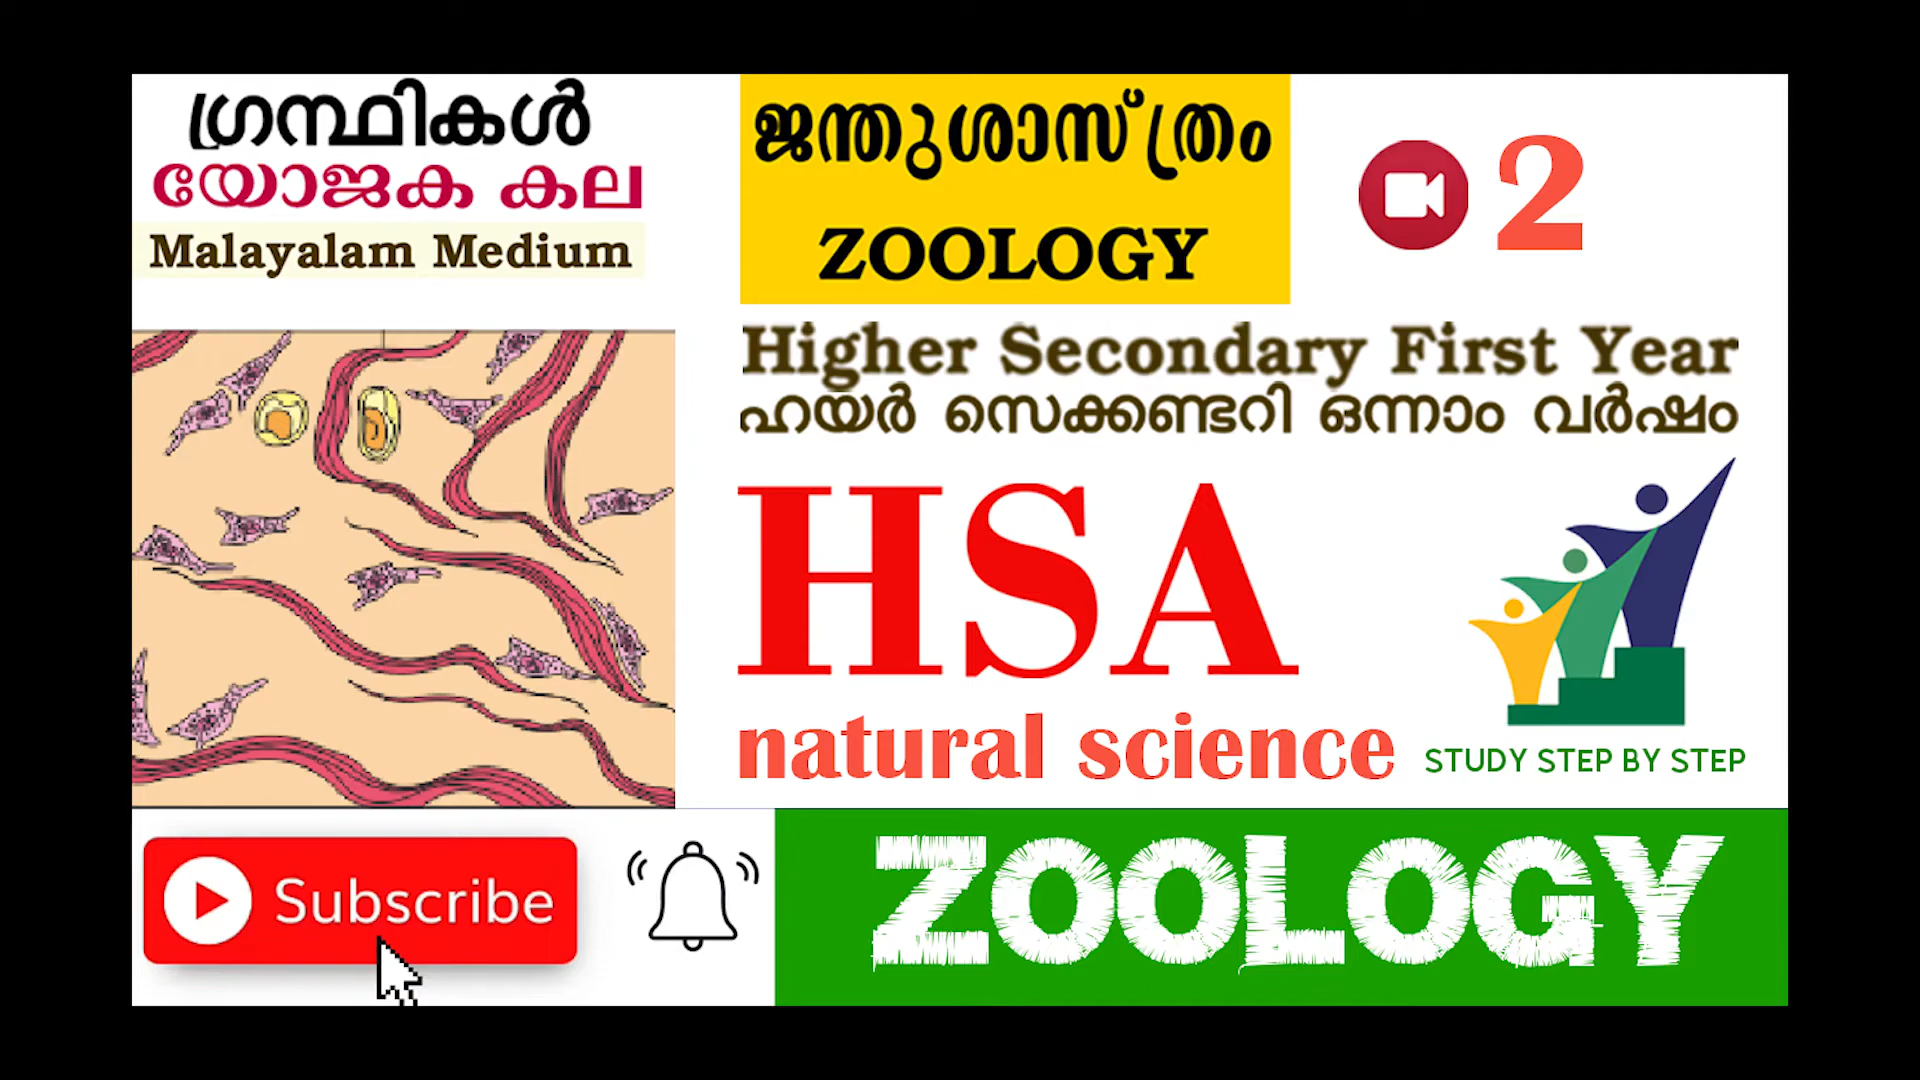 ഗ്രന്ഥികൾ
യോജക കല
Malayalam Medium
ജന്തുശാസ്ത്രം
ZOOLOGY
2
Higher Secondary First Year
ഹയർ സെക്കണ്ടറി ഒന്നാം വർഷം
HSA
natural science
STUDY STEP BY STEP
Subscribe
ZOOLOGY